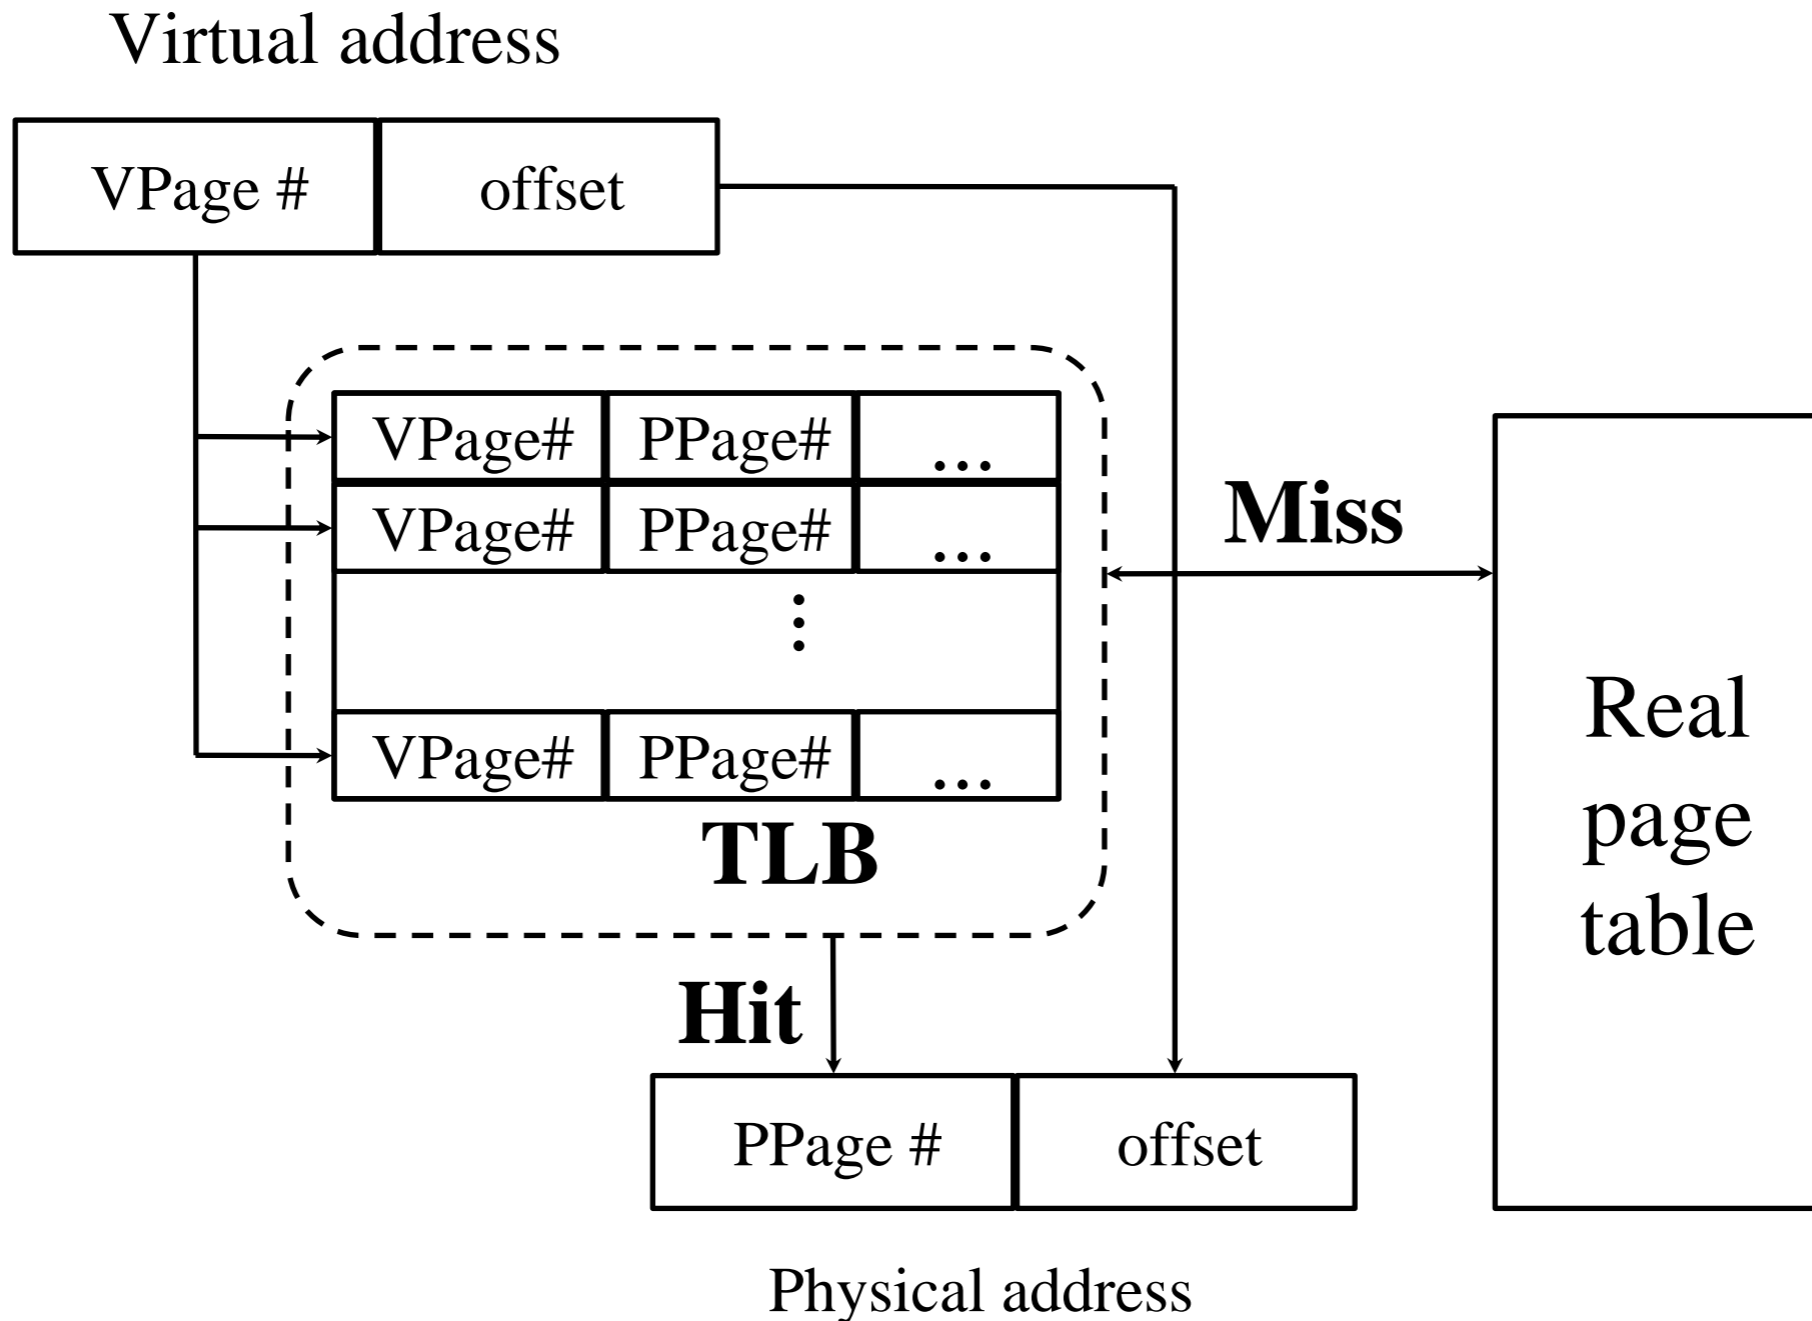 Virtual address
VPage # offset
VPage# PPage# ...
VPage# PPage# ...
Miss
⋮
Real
page
table
VPage# PPage# ...
TLB
Hit
PPage # offset
Physical address